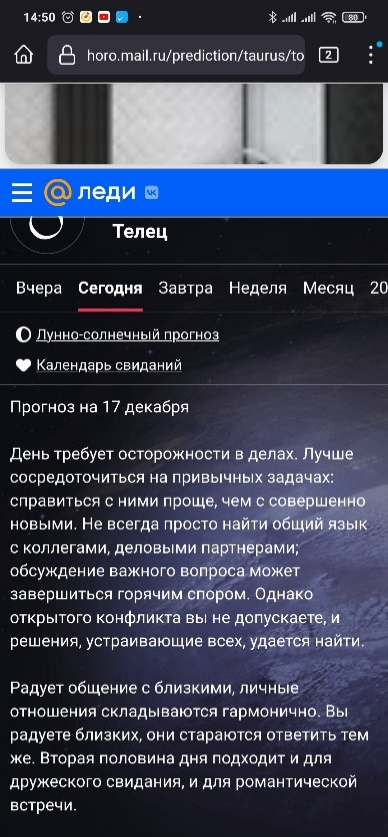 14:50
80
horo.mail.ru/prediction/taurus/to
2
леди
Телец
Вчера Сегодня Завтра Неделя Месяц 20
Лунно-солнечный прогноз
Календарь свиданий
Прогноз на 17 декабря
День требует осторожности в делах. Лучше
сосредоточиться на привычных задачах:
справиться с ними проще, чем с совершенно
новыми. Не всегда просто найти общий язык
с коллегами, деловыми партнерами;
обсуждение важного вопроса может
завершиться горячим спором. Однако
открытого конфликта вы не допускаете, и
решения, устраивающие всех, удается найти.
Радует общение с близкими, личные
отношения складываются гармонично. Вы
радуете близких, они стараются ответить тем
же. Вторая половина дня подходит и для
дружеского свидания, и для романтической
встречи.